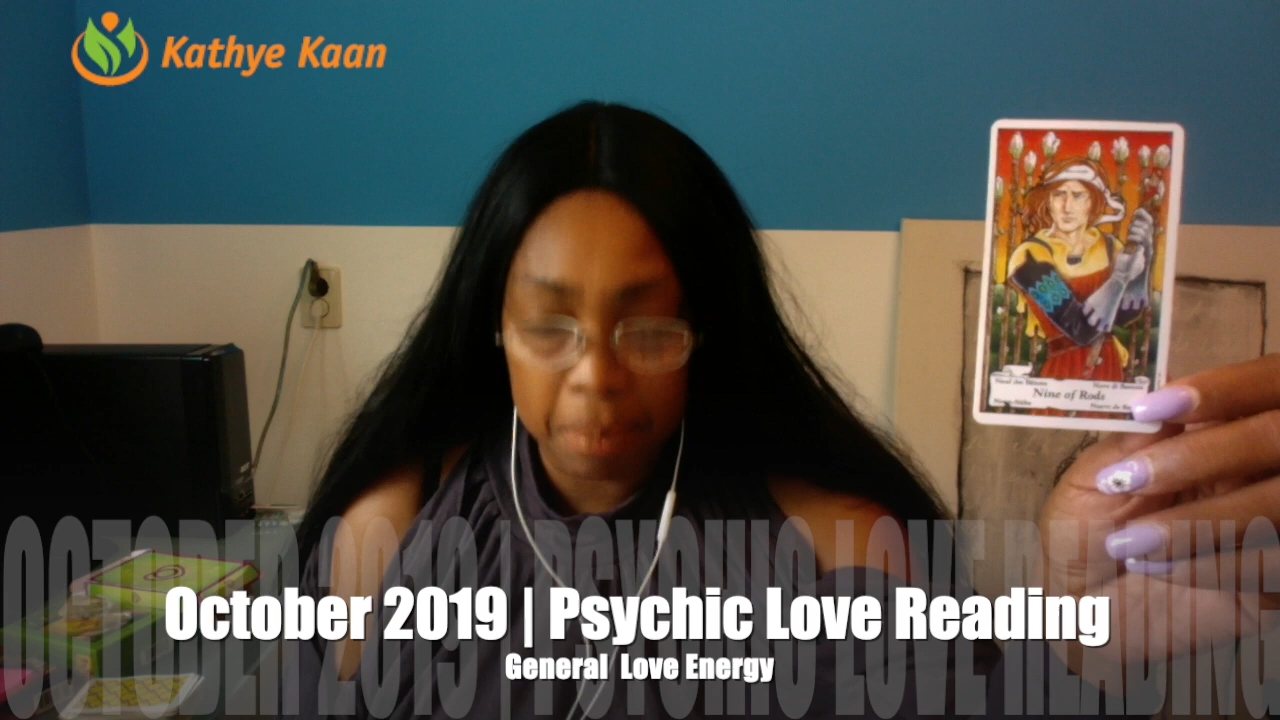 Kathye Kaan
Nine of Rods
OCTOBER 2019 | PSYCHIC LOVE READING
October 2019 | Psychic Love Reading
General Love Energy